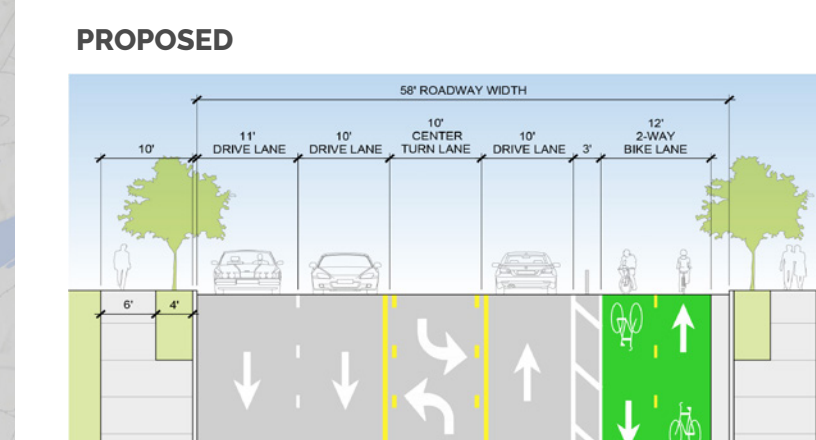 PROPOSED
58' ROADWAY WIDTH
10'
11'
DRIVE LANE
10'
DRIVE LANE
10'
CENTER
TURN LANE
10'
DRIVE LANE
3'
12'
2-WAY
BIKE LANE
6'
4'